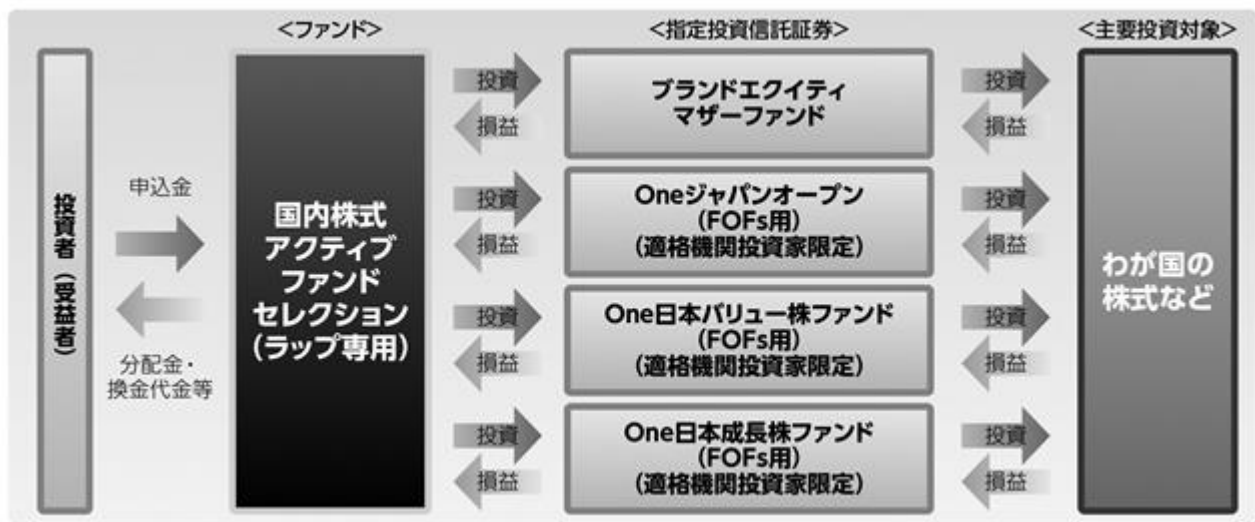 <ファンド>
<指定投資信託証券>
<主要投資対象>
投資者（受益者）
申込金
分配金・
換金代金等
国内株式
アクティブ
ファンド
セレクション
（ラップ専用）
投資
損益
ブランドエクイティ
マザーファンド
投資
損益
投資
損益
Oneジャパンオープン
（FOFs用）
（適格機関投資家限定）
投資
損益
投資
損益
One日本バリュー株ファンド
（FOFs用）
（適格機関投資家限定）
投資
損益
投資
損益
One日本成長株ファンド
（FOFs用）
（適格機関投資家限定）
投資
損益
わが国の
株式など